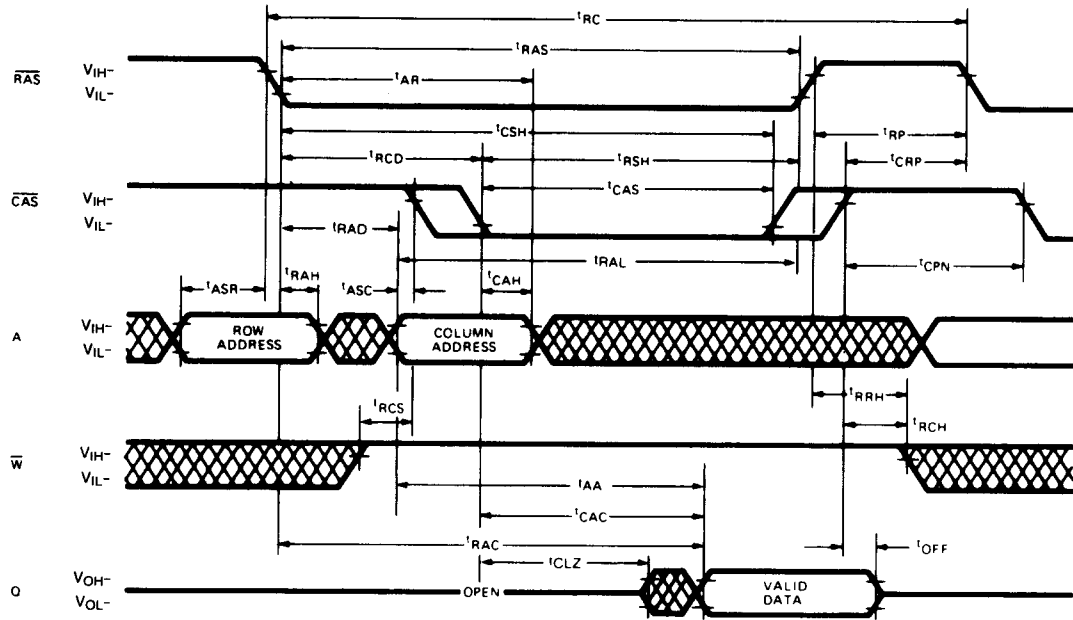 tRC
tRAS
RAS
VIH-
VIL-
tAR
tCSH
tRP
tRCD
tRSH
tCRP
CAS
VIH-
VIL-
tCAS
tRAD
tRAL
tCPN
tASR
tRAH
tASC
tCAH
A
VIH-
VIL-
ROW
ADDRESS
COLUMN
ADDRESS
tRCS
tRRH
tRCH
W
VIH-
VIL-
tAA
tCAC
tRAC
tOFF
tCLZ
Q
VOH-
VOL-
OPEN
VALID
DATA